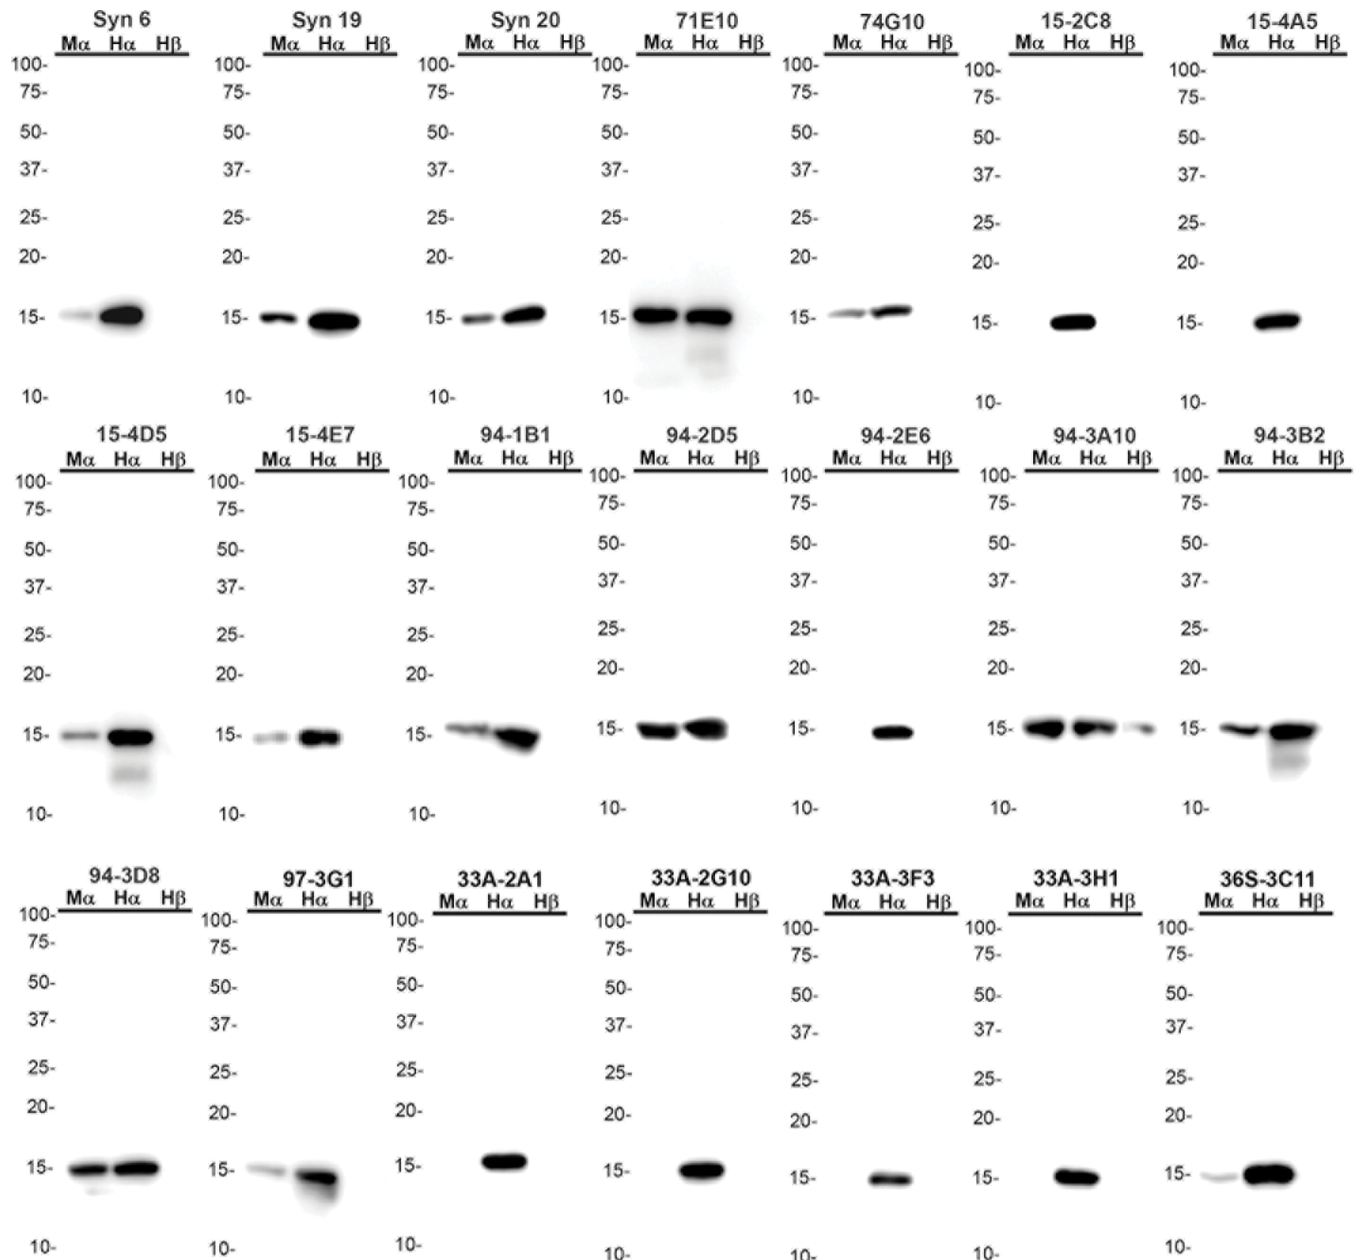 Syn 6 Syn 19 Syn 20 71E10 74G10 15-2C8 15-4A5
Mα Hα Hβ Mα Hα Hβ Mα Hα Hβ Mα Hα Hβ Mα Hα Hβ Mα Hα Hβ Mα Hα Hβ
100- 100- 100- 100- 100- 100- 100-
75- 75- 75- 75- 75- 75- 75-
50- 50- 50- 50- 50- 50- 50-
37- 37- 37- 37- 37- 37- 37-
25- 25- 25- 25- 25- 25- 25-
20- 20- 20- 20- 20- 20- 20-
15- 15- 15- 15- 15- 15- 15-
10- 10- 10- 10- 10- 10- 10-
15-4D5 15-4E7 94-1B1 94-2D5 94-2E6 94-3A10 94-3B2
Mα Hα Hβ Mα Hα Hβ Mα Hα Hβ Mα Hα Hβ Mα Hα Hβ Mα Hα Hβ Mα Hα Hβ
100- 100- 100- 100- 100- 100- 100-
75- 75- 75- 75- 75- 75- 75-
50- 50- 50- 50- 50- 50- 50-
37- 37- 37- 37- 37- 37- 37-
25- 25- 25- 25- 25- 25- 25-
20- 20- 20- 20- 20- 20- 20-
15- 15- 15- 15- 15- 15- 15-
10- 10- 10- 10- 10- 10- 10-
94-3D8 97-3G1 33A-2A1 33A-2G10 33A-3F3 33A-3H1 36S-3C11
Mα Hα Hβ Mα Hα Hβ Mα Hα Hβ Mα Hα Hβ Mα Hα Hβ Mα Hα Hβ Mα Hα Hβ
100- 100- 100- 100- 100- 100- 100-
75- 75- 75- 75- 75- 75- 75-
50- 50- 50- 50- 50- 50- 50-
37- 37- 37- 37- 37- 37- 37-
25- 25- 25- 25- 25- 25- 25-
20- 20- 20- 20- 20- 20- 20-
15- 15- 15- 15- 15- 15- 15-
10- 10- 10- 10- 10- 10- 10-